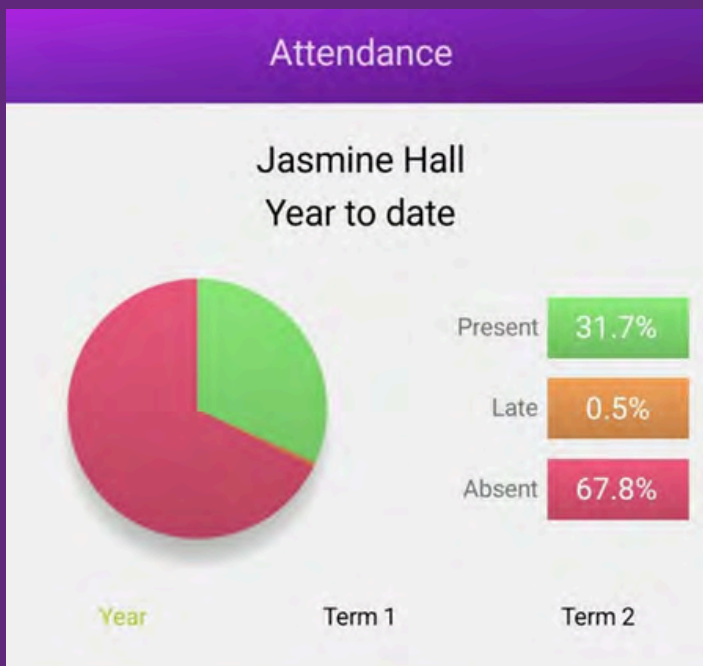 Attendance
Jasmine Hall
Year to date
Present 31.7%
Late 0.5%
Absent 67.8%
Year Term 1 Term 2